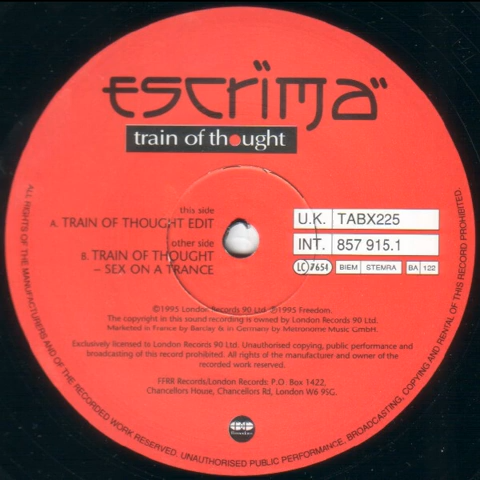 escrima
train of thought
this side
A. TRAIN OF THOUGHT EDIT
other side
B. TRAIN OF THOUGHT
– SEX ON A TRANCE
U.K. TABX225
INT. 857 915.1
LC 7654 BIEM STEMRA BA 122
©1995 London Records 90 Ltd. ℗1995 Freedom.
The copyright in this sound recording is owned by London Records 90 Ltd.
Marketed in France by Barclay & in Germany by Metronome Music GmbH.
Exclusively licensed to London Records 90 Ltd. Unauthorised copying, public performance and
broadcasting of this record prohibited. All rights of the manufacturer and owner of the
recorded work reserved.
FFRR Records/London Records P.O. Box 1422,
Chancellors House, Chancellors Rd, London W6 9SG.
ALL RIGHTS OF THE MANUFACTURERS AND OF THE OWNER OF THE RECORDED WORK RESERVED. UNAUTHORISED PUBLIC PERFORMANCE, BROADCASTING, COPYING AND RENTAL OF THIS RECORD PROHIBITED.